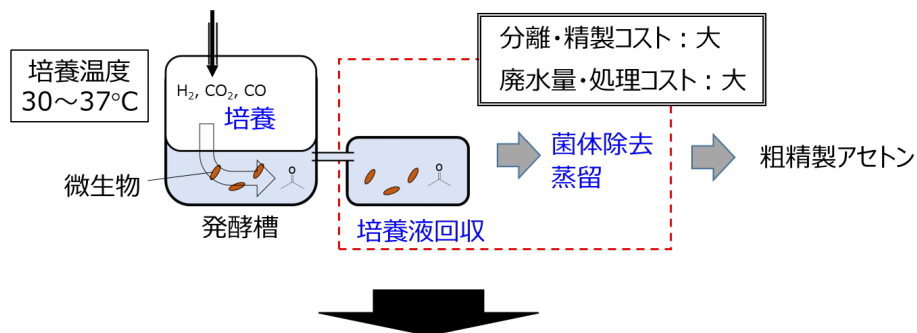 分離・精製コスト：大
廃水量・処理コスト：大
培養温度
30～37℃
H₂, CO₂, CO
培養
微生物
O
O
発酵槽
培養液回収
菌体除去
蒸留
粗精製アセトン